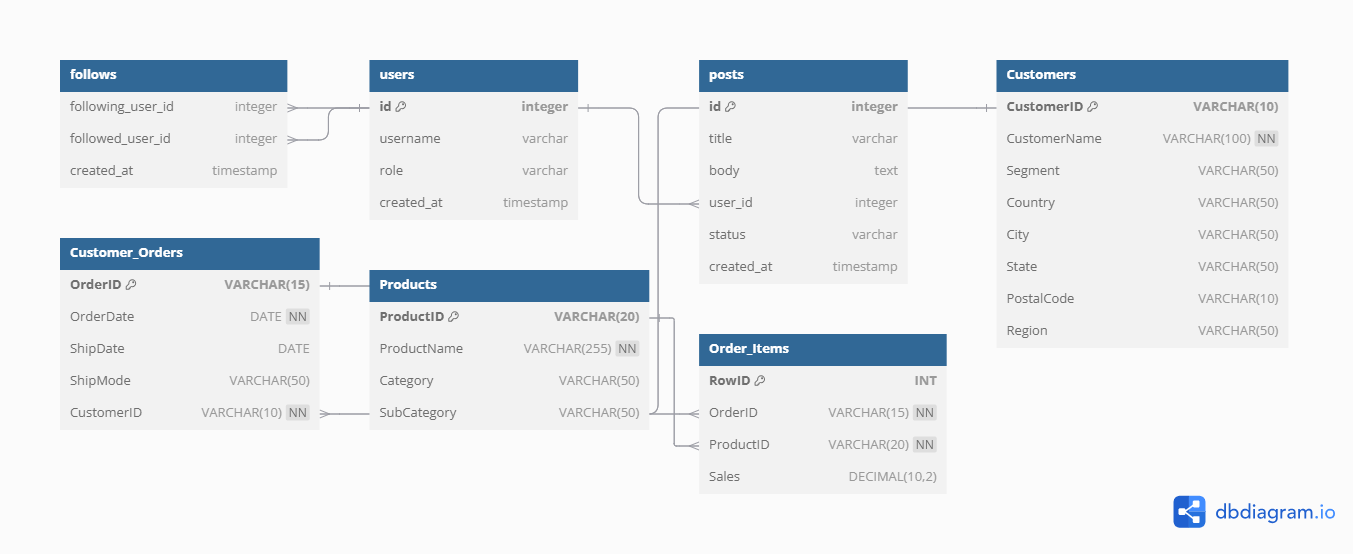 follows
following_user_id integer
followed_user_id integer
created_at timestamp
users
id integer
username varchar
role varchar
created_at timestamp
posts
id integer
title varchar
body text
user_id integer
status varchar
created_at timestamp
Customers
CustomerID VARCHAR(10)
CustomerName VARCHAR(100) NN
Segment VARCHAR(50)
Country VARCHAR(50)
City VARCHAR(50)
State VARCHAR(50)
PostalCode VARCHAR(10)
Region VARCHAR(50)
Customer_Orders
OrderID VARCHAR(15)
OrderDate DATE NN
ShipDate DATE
ShipMode VARCHAR(50)
CustomerID VARCHAR(10) NN
Products
ProductID VARCHAR(20)
ProductName VARCHAR(255) NN
Category VARCHAR(50)
SubCategory VARCHAR(50)
Order_Items
RowID INT
OrderID VARCHAR(15) NN
ProductID VARCHAR(20) NN
Sales DECIMAL(10,2)
dbdiagram.io